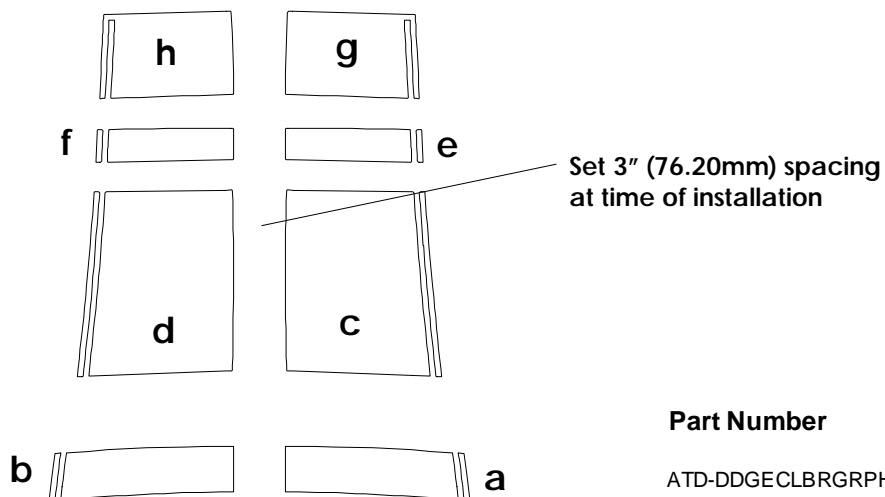 h g
f e
Set 3" (76.20mm) spacing
at time of installation
d c
Part Number
b a
ATD-DDGECLBRGRPH